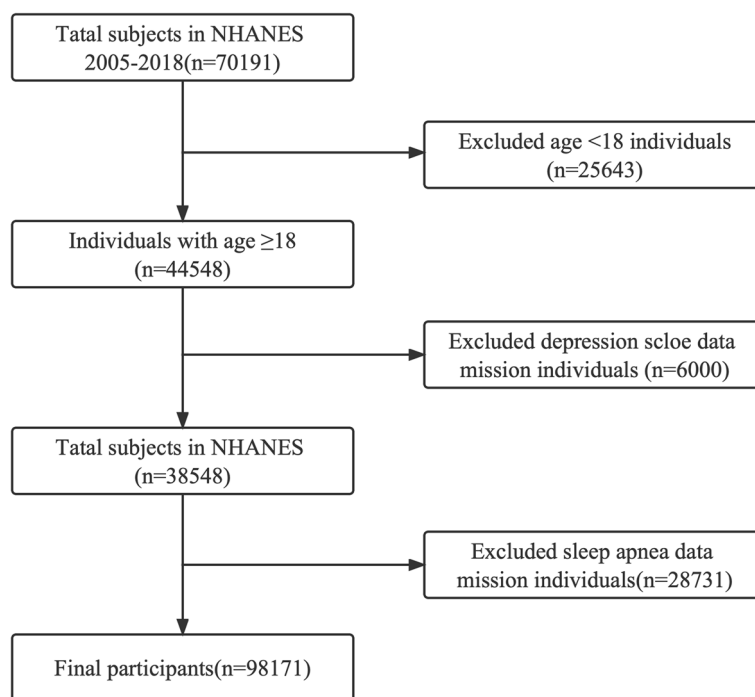 Tatal subjects in NHANES
2005-2018(n=70191)
Excluded age <18 individuals
(n=25643)
Individuals with age ≥18
(n=44548)
Excluded depression scloe data
mission individuals (n=6000)
Tatal subjects in NHANES
(n=38548)
Excluded sleep apnea data
mission individuals(n=28731)
Final participants(n=98171)